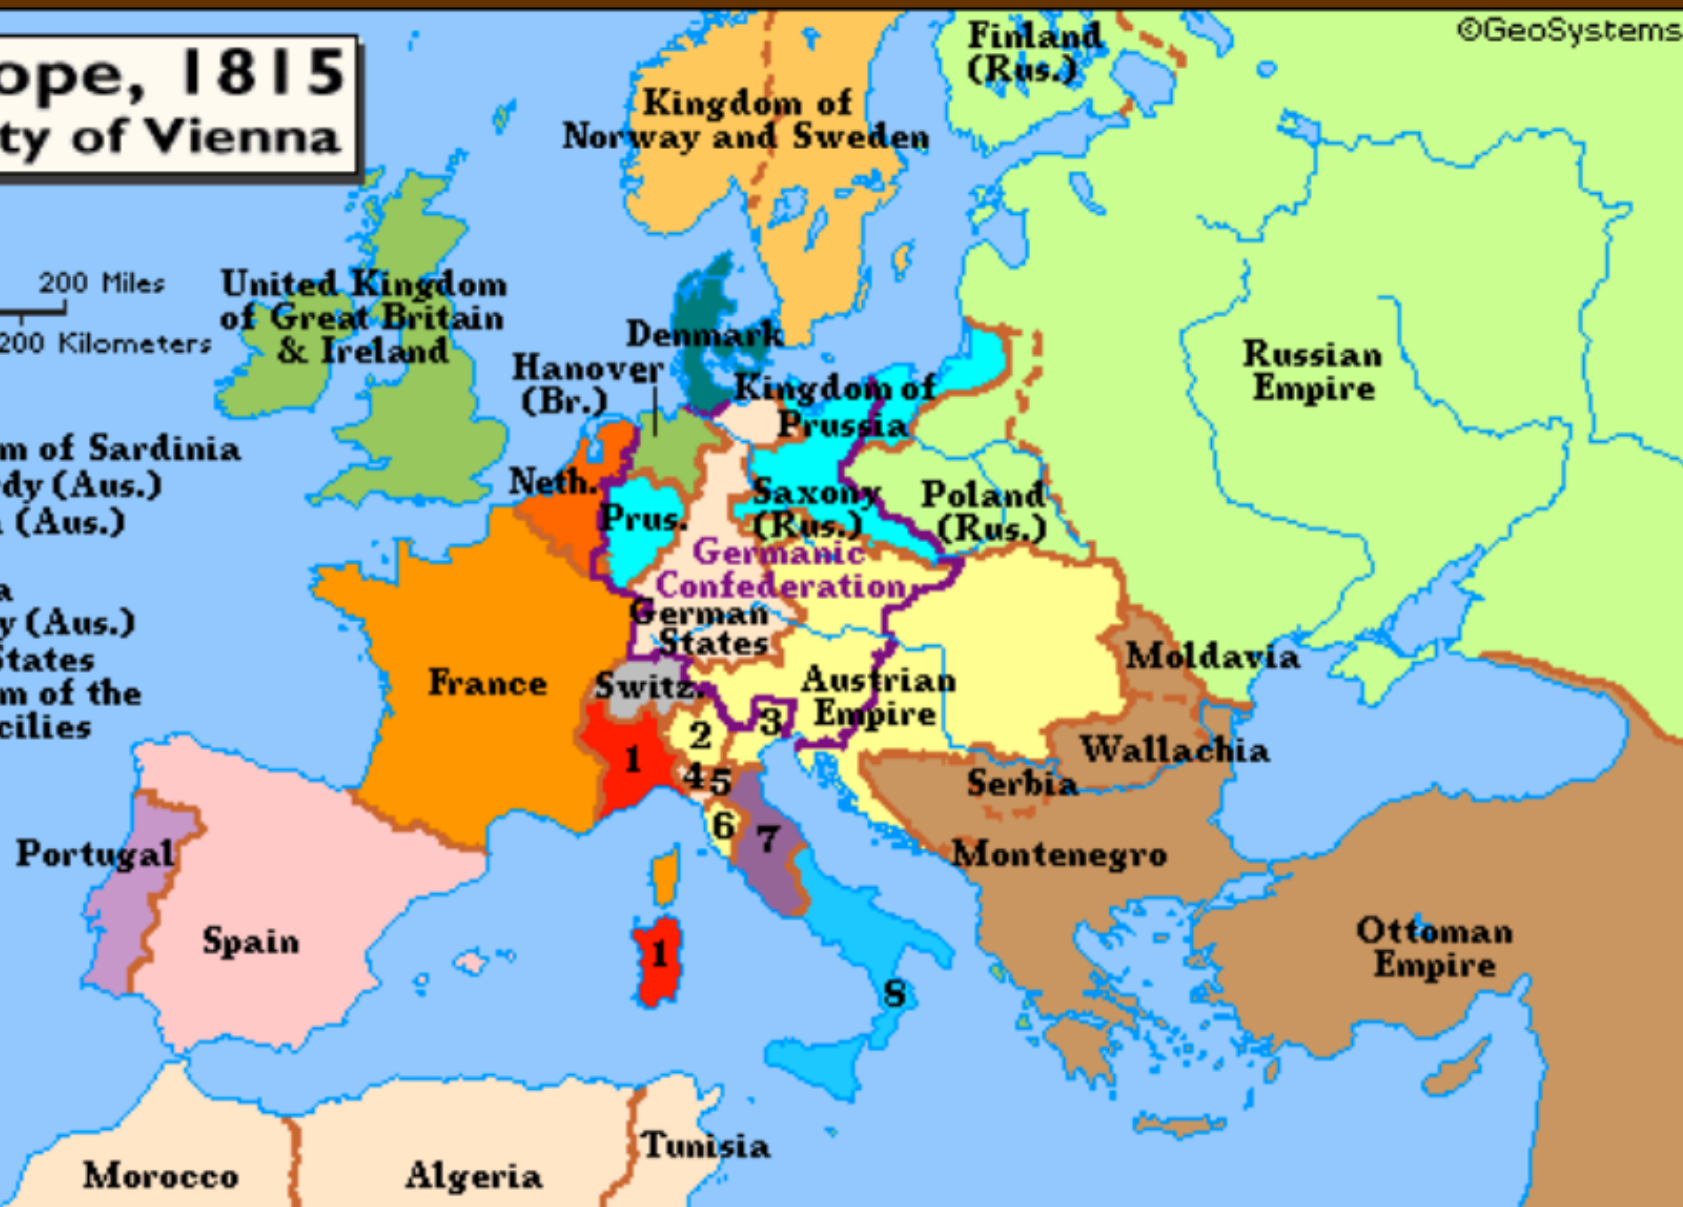 ©GeoSystems
ope, 1815
ty of Vienna
Finland
(Rus.)
Kingdom of
Norway and Sweden
200 Miles
200 Kilometers
United Kingdom
of Great Britain
& Ireland
Denmark
Hanover
(Br.)
Kingdom of
Prussia
Russian
Empire
m of Sardinia
dy (Aus.)
a (Aus.)
Neth.
Prus.
Saxony
(Rus.)
Poland
(Rus.)
Germanic
Confederation
German
States
a
y (Aus.)
States
m of the
cilies
France
Switz.
Austrian
Empire
Moldavia
Wallachia
Serbia
Montenegro
1
2
3
4
5
6
7
8
1
Portugal
Spain
Ottoman
Empire
Morocco
Algeria
Tunisia